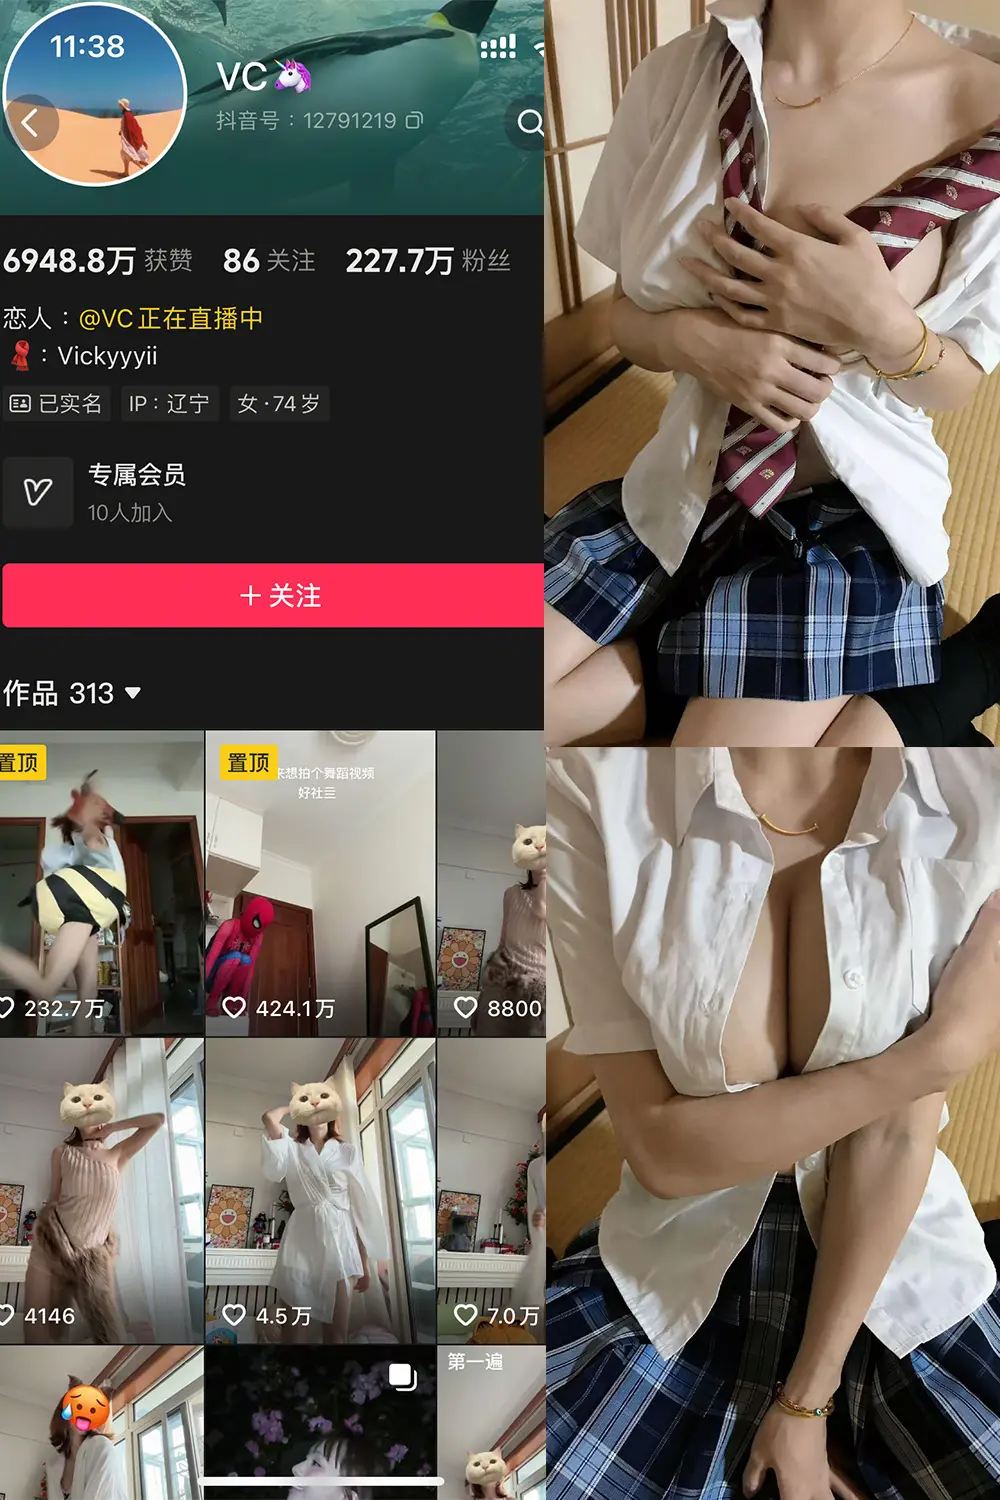 11:38
VC🦄
抖音号：12791219
6948.8万 获赞 86 关注 227.7万 粉丝
恋人：@VC正在直播中
🧣：Vickyyyii
已实名 IP：辽宁 女·74岁
专属会员
10人加入
+ 关注
作品 313
置顶
置顶
来想拍个舞蹈视频
好社
232.7万
424.1万
8800
4146
4.5万
7.0万
第一遍